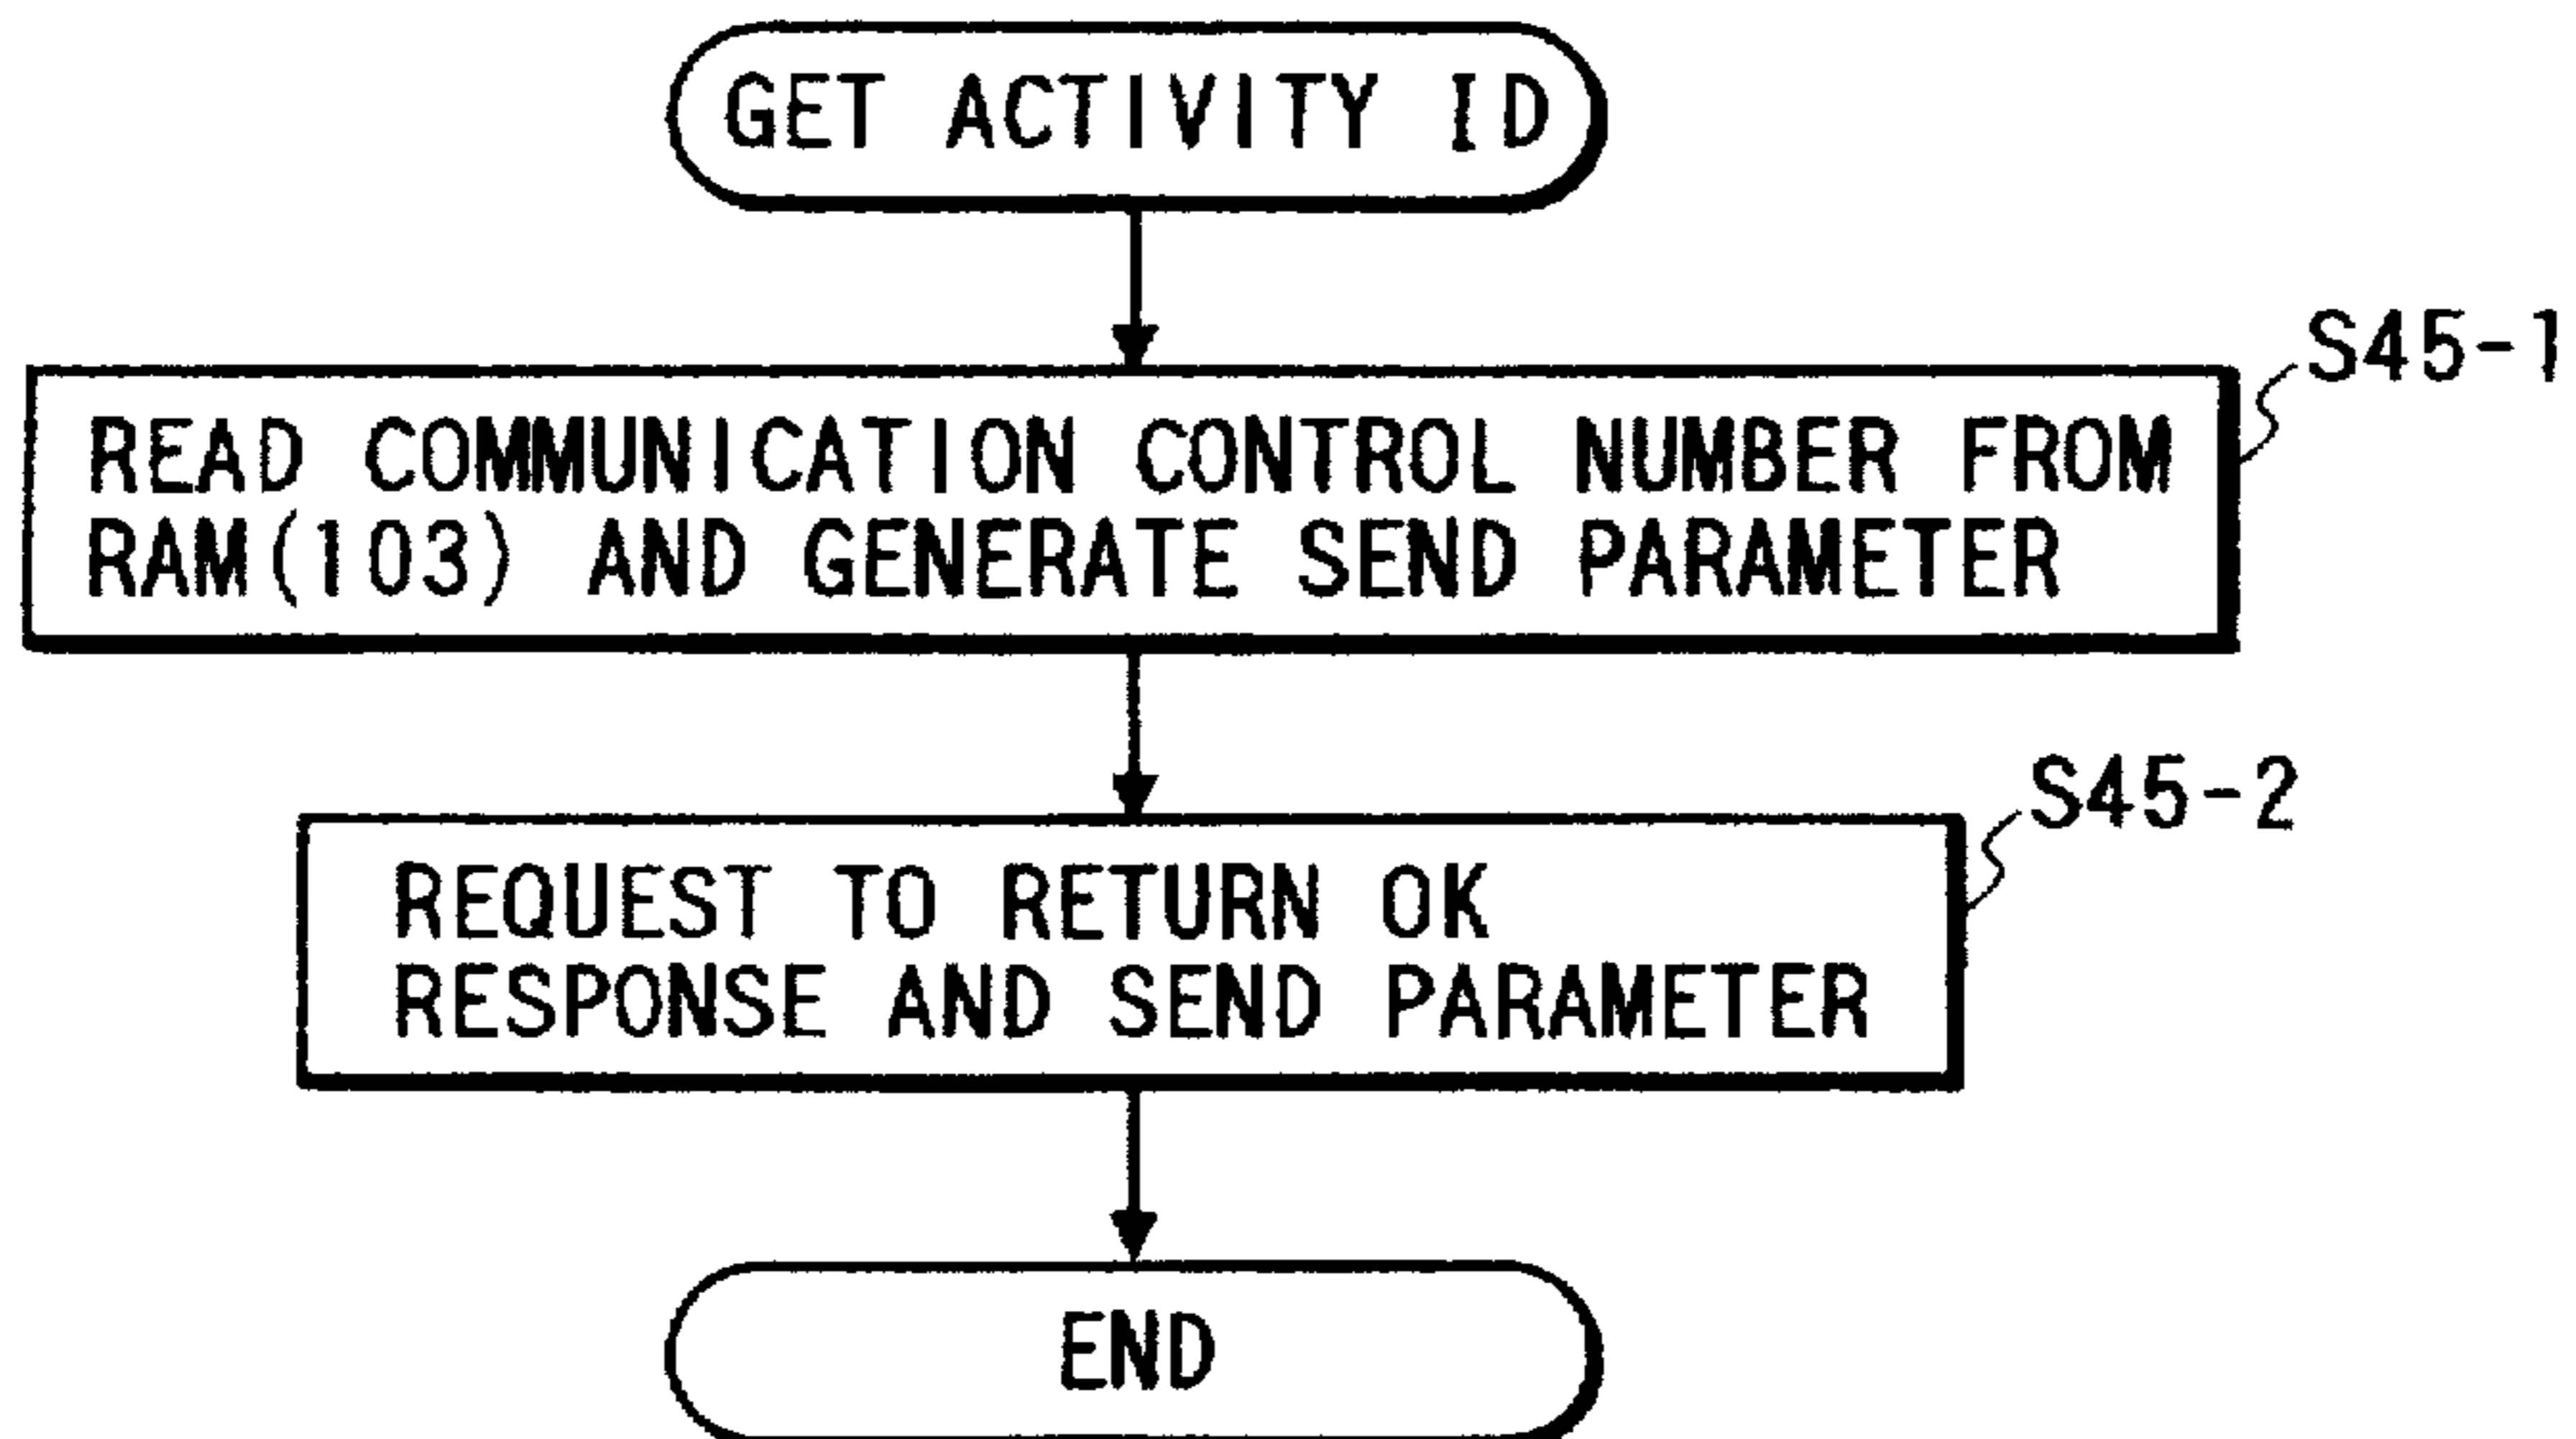 GET ACTIVITY ID
S45-1
READ COMMUNICATION CONTROL NUMBER FROM
RAM(103) AND GENERATE SEND PARAMETER
S45-2
REQUEST TO RETURN OK
RESPONSE AND SEND PARAMETER
END